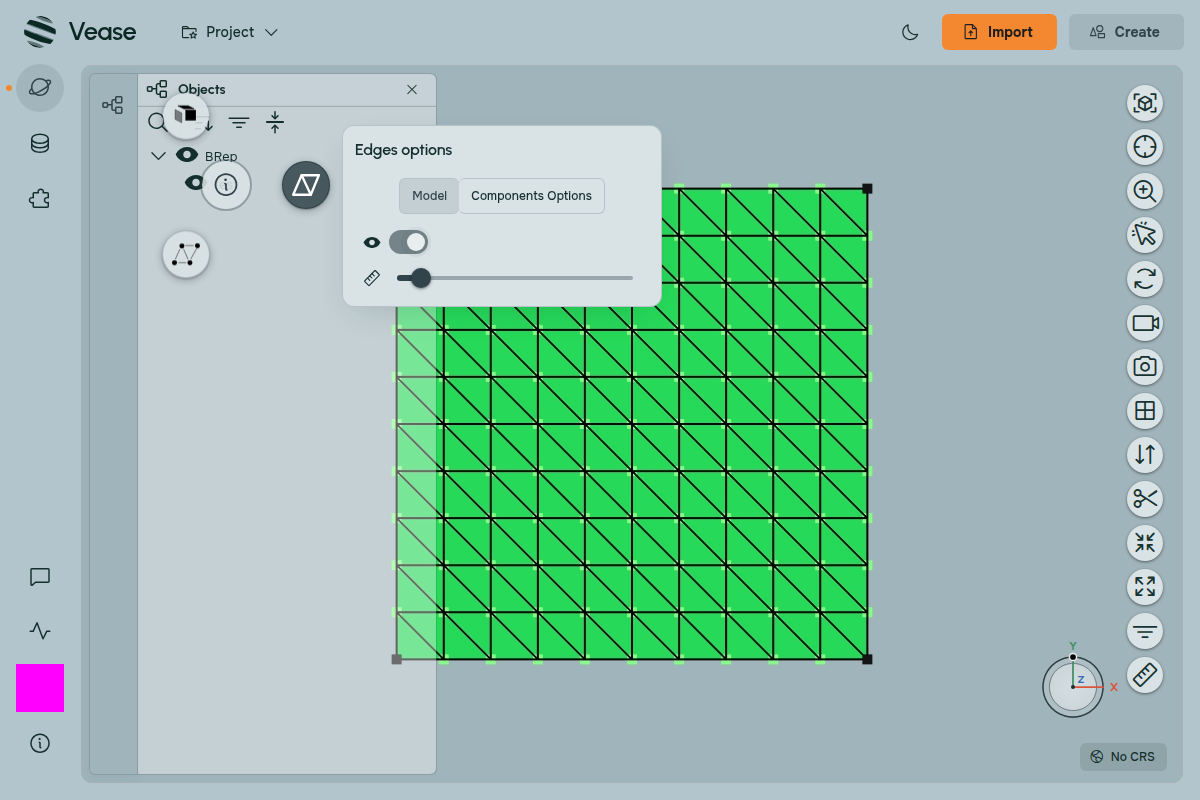 Vease
Project
Import
Create
Objects
BRep
Edges options
Model
Components Options
Y
Z
X
No CRS